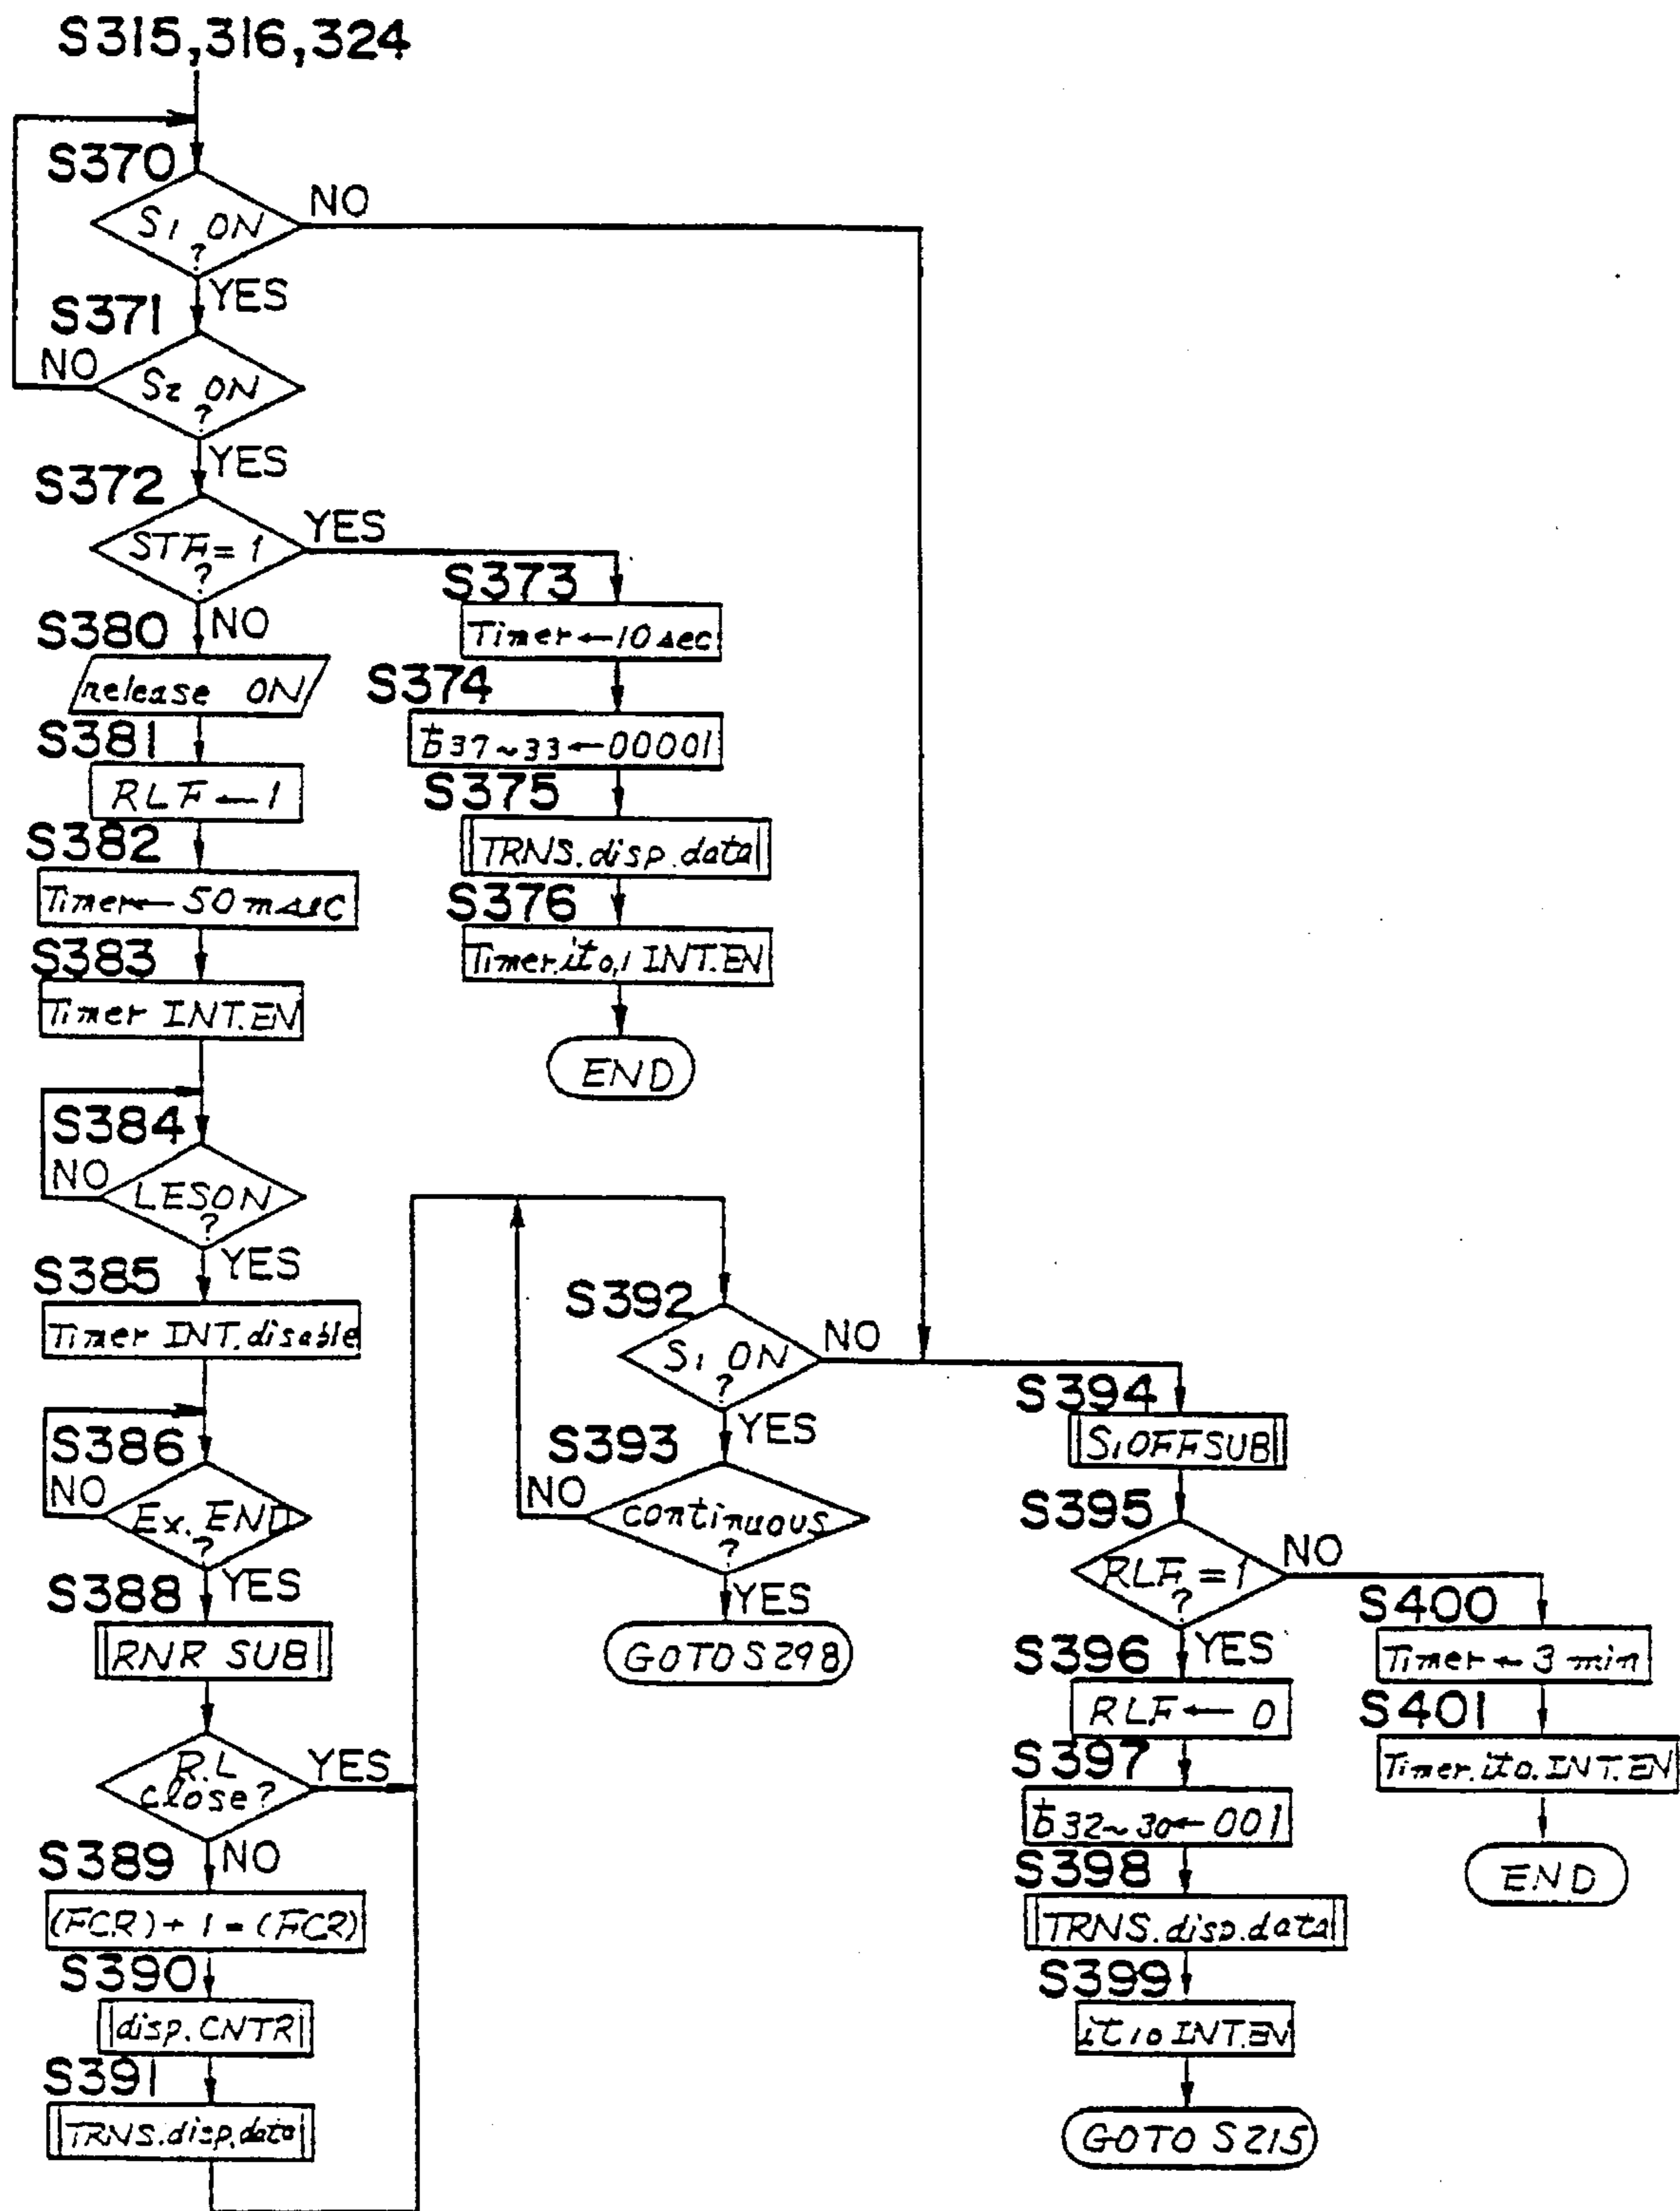 S315,316,324
S370
S1 ON
?
NO
YES
S371
NO
S2 ON
?
YES
S372
STF=1
?
YES
NO
S373
Timer←10sec
S374
b37~33←00001
S375
TRNS.disp.data
S376
Timer.it0,1 INT.EN
END
S380
release ON
S381
RLF←1
S382
Timer←50msec
S383
Timer INT.EN
S384
NO
LESON
?
YES
S385
Timer INT.disable
S386
NO
Ex.END
?
YES
S388
RNR SUB
R.L
close?
YES
NO
S389
(FCR)+1=(FCR)
S390
disp.CNTR
S391
TRNS.disp.data
S392
S1 ON
?
NO
YES
S393
NO
continuous
?
YES
GOTO S298
S394
S1OFFSUB
S395
RLF=1
?
NO
YES
S396
RLF←0
S397
b32~30←001
S398
TRNS.disp.data
S399
it10 INT.EN
GOTO S215
S400
Timer←3min
S401
Timer.it0.INT.EN
END